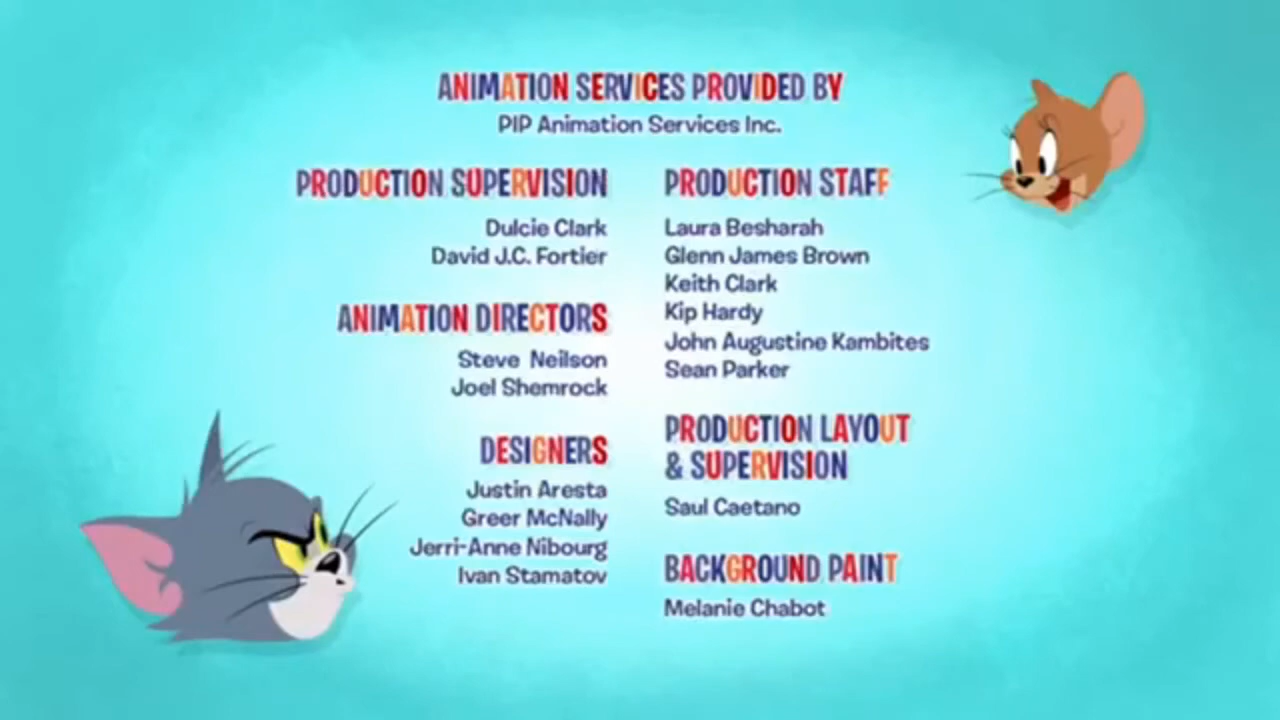 ANIMATION SERVICES PROVIDED BY
PIP Animation Services Inc.
PRODUCTION SUPERVISION
Dulcie Clark
David J.C. Fortier
ANIMATION DIRECTORS
Steve Neilson
Joel Shemrock
DESIGNERS
Justin Aresta
Greer McNally
Jerri-Anne Nibourg
Ivan Stamatov
PRODUCTION STAFF
Laura Besharah
Glenn James Brown
Keith Clark
Kip Hardy
John Augustine Kambites
Sean Parker
PRODUCTION LAYOUT
& SUPERVISION
Saul Caetano
BACKGROUND PAINT
Melanie Chabot